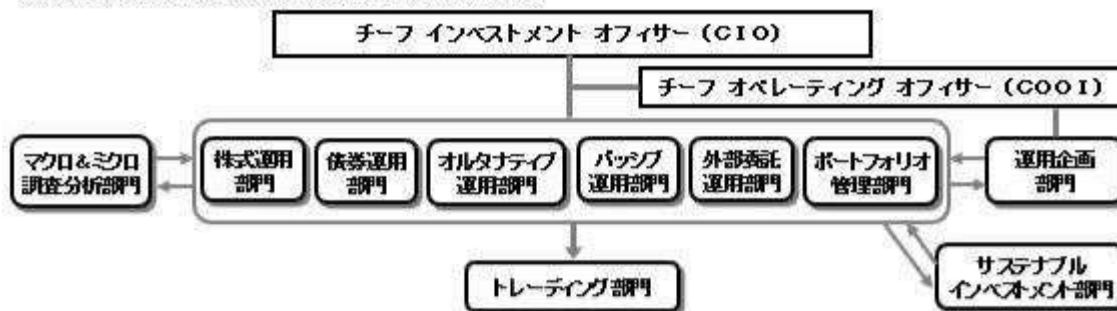 チーフ インベストメント オフィサー (CIO)
チーフ オペレーティング オフィサー (COOI)
マクロ&ミクロ
調査分析部門
株式運用
部門
債券運用
部門
オルタナティブ
運用部門
パッシブ
運用部門
外部委託
運用部門
ポートフォリオ
管理部門
運用企画
部門
トレーディング部門
サステナブル
インベストメント部門